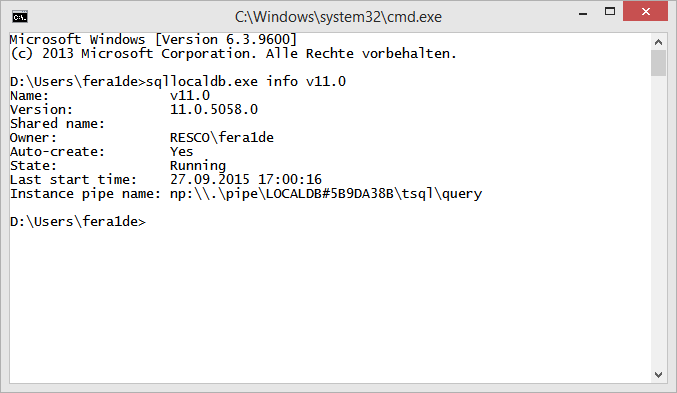 C:\Windows\system32\cmd.exe
Microsoft Windows [Version 6.3.9600]
(c) 2013 Microsoft Corporation. Alle Rechte vorbehalten.
D:\Users\fera1de>sqllocaldb.exe info v11.0
Name: v11.0
Version: 11.0.5058.0
Shared name:
Owner: RESCO\fera1de
Auto-create: Yes
State: Running
Last start time: 27.09.2015 17:00:16
Instance pipe name: np:\\.\pipe\LOCALDB#5B9DA38B\tsql\query
D:\Users\fera1de>